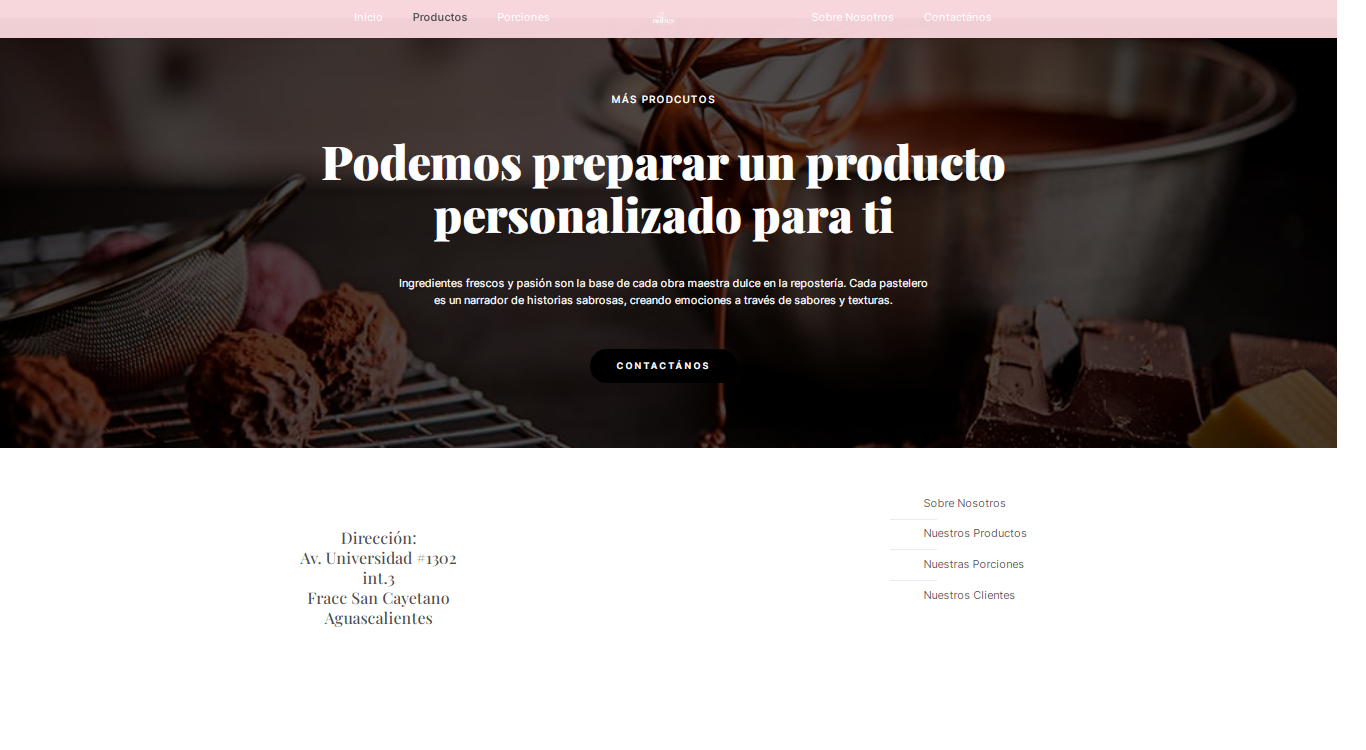 Inicio Productos Porciones Sobre Nosotros Contactános
MÁS PRODCUTOS
Podemos preparar un producto
personalizado para ti
Ingredientes frescos y pasión son la base de cada obra maestra dulce en la repostería. Cada pastelero
es un narrador de historias sabrosas, creando emociones a través de sabores y texturas.
CONTACTÁNOS
Dirección:
Av. Universidad #1302
int.3
Fracc San Cayetano
Aguascalientes
Sobre Nosotros
Nuestros Productos
Nuestras Porciones
Nuestros Clientes